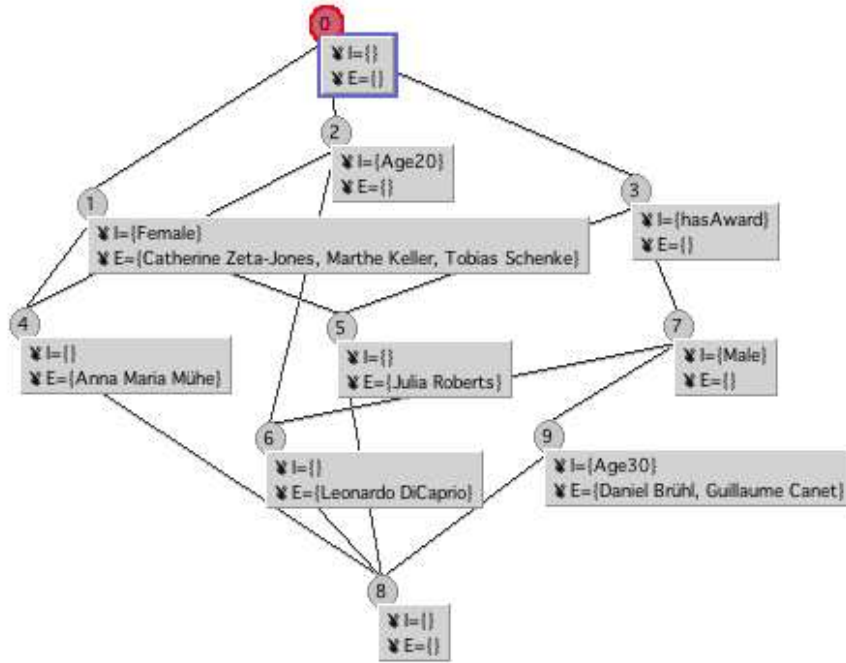 0
¥ I={}
¥ E={}
2
¥ I={Age20}
¥ E={}
1
¥ I={Female}
¥ E={Catherine Zeta-Jones, Marthe Keller, Tobias Schenke}
3
¥ I={hasAward}
¥ E={}
4
¥ I={}
¥ E={Anna Maria Mühe}
5
¥ I={}
¥ E={Julia Roberts}
7
¥ I={Male}
¥ E={}
6
¥ I={}
¥ E={Leonardo DiCaprio}
9
¥ I={Age30}
¥ E={Daniel Brühl, Guillaume Canet}
8
¥ I={}
¥ E={}